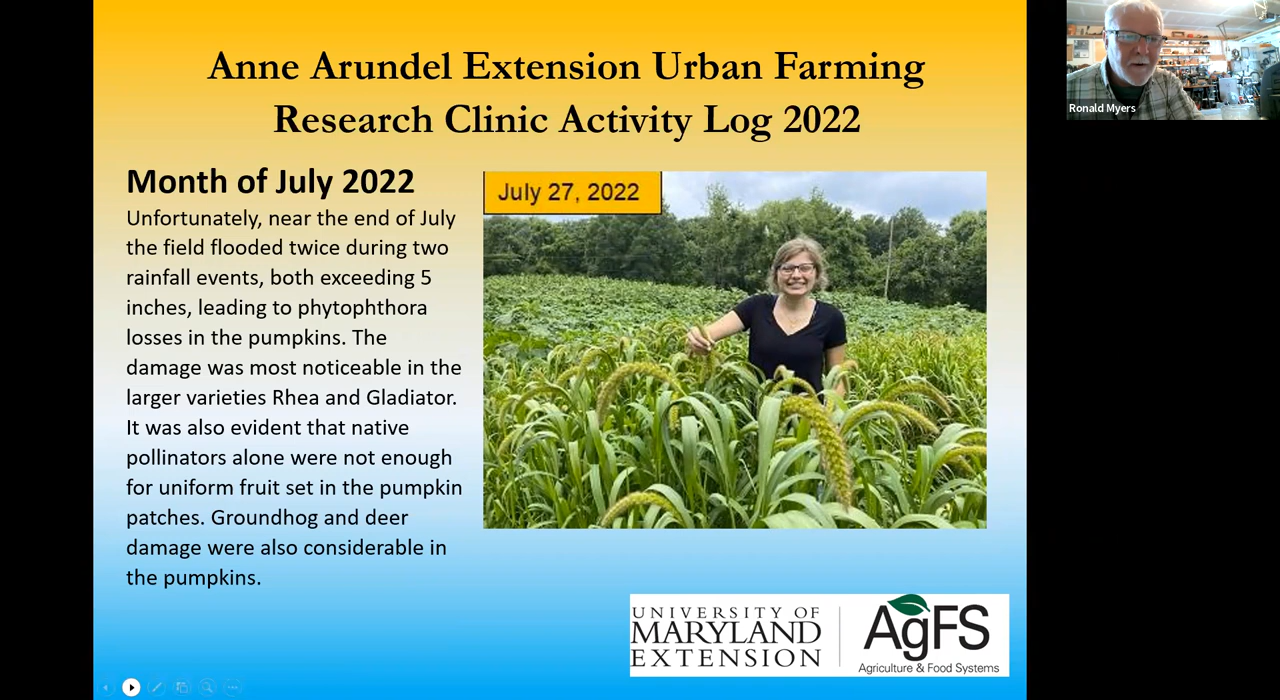 Anne Arundel Extension Urban Farming
Research Clinic Activity Log 2022
Ronald Myers
Month of July 2022
Unfortunately, near the end of July
the field flooded twice during two
rainfall events, both exceeding 5
inches, leading to phytophthora
losses in the pumpkins. The
damage was most noticeable in the
larger varieties Rhea and Gladiator.
It was also evident that native
pollinators alone were not enough
for uniform fruit set in the pumpkin
patches. Groundhog and deer
damage were also considerable in
the pumpkins.
July 27, 2022
UNIVERSITY OF
MARYLAND
EXTENSION
AgFS
Agriculture & Food Systems